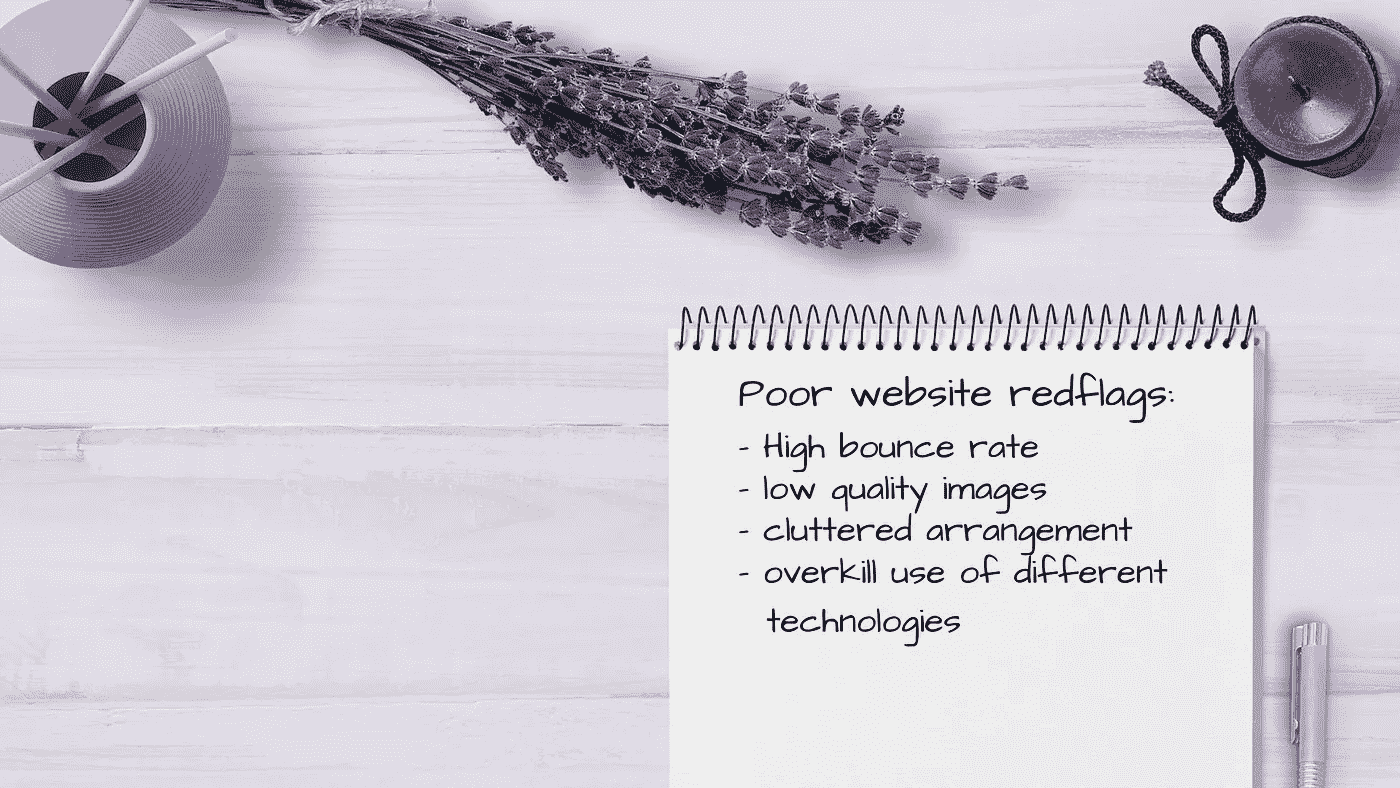 Poor website redflags:
- High bounce rate
- low quality images
- cluttered arrangement
- overkill use of different
technologies